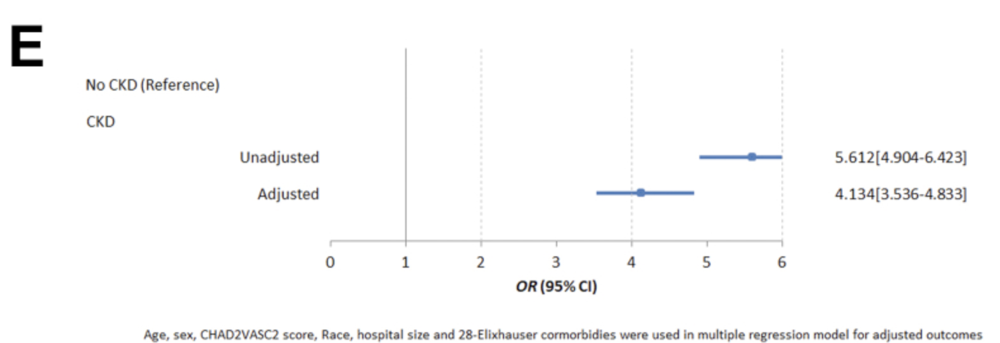 E
No CKD (Reference)
CKD
Unadjusted 5.612[4.904-6.423]
Adjusted 4.134[3.536-4.833]
0 1 2 3 4 5 6
OR (95% CI)
Age, sex, CHAD2VASC2 score, Race, hospital size and 28-Elixhauser cormorbidies were used in multiple regression model for adjusted outcomes